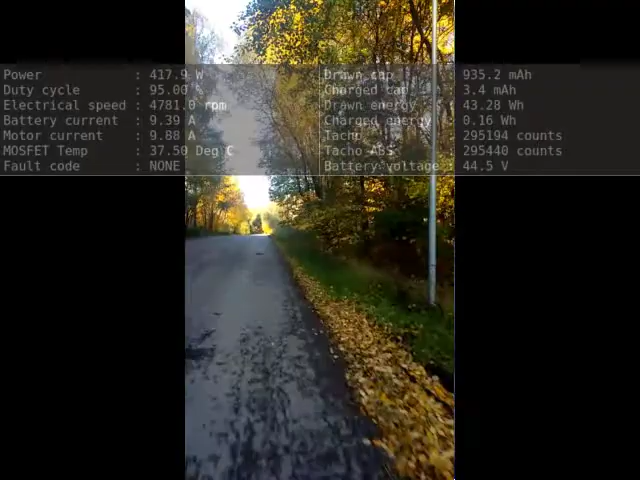 Power : 417.9 W
Duty cycle : 95.00 %
Electrical speed : 4781.0 rpm
Battery current : 9.39 A
Motor current : 9.88 A
MOSFET Temp : 37.50 Deg C
Fault code : NONE
Drawn cap : 935.2 mAh
Charged cap : 3.4 mAh
Drawn energy : 43.28 Wh
Charged energy : 0.16 Wh
Tacho : 295194 counts
Tacho ABS : 295440 counts
Battery voltage : 44.5 V